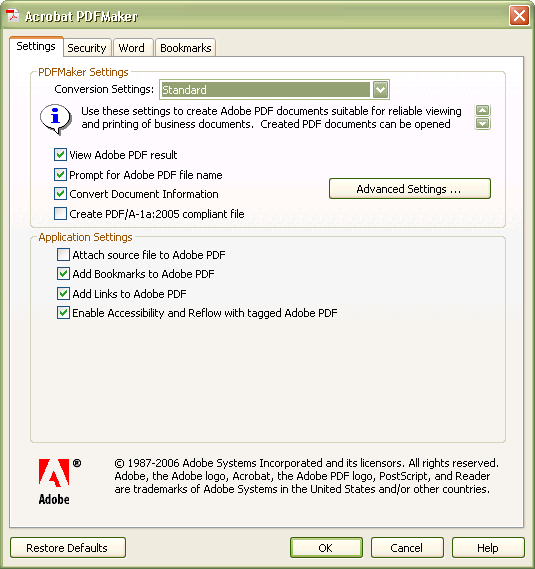 Acrobat PDFMaker
Settings Security Word Bookmarks
PDFMaker Settings
Conversion Settings: Standard
Use these settings to create Adobe PDF documents suitable for reliable viewing
and printing of business documents.  Created PDF documents can be opened
View Adobe PDF result
Prompt for Adobe PDF file name
Convert Document Information
Advanced Settings ...
Create PDF/A-1a:2005 compliant file
Application Settings
Attach source file to Adobe PDF
Add Bookmarks to Adobe PDF
Add Links to Adobe PDF
Enable Accessibility and Reflow with tagged Adobe PDF
® © 1987-2006 Adobe Systems Incorporated and its licensors. All rights reserved.
Adobe, the Adobe logo, Acrobat, the Adobe PDF logo, PostScript, and Reader
are trademarks of Adobe Systems in the United States and/or other countries.
Adobe
Restore Defaults OK Cancel Help